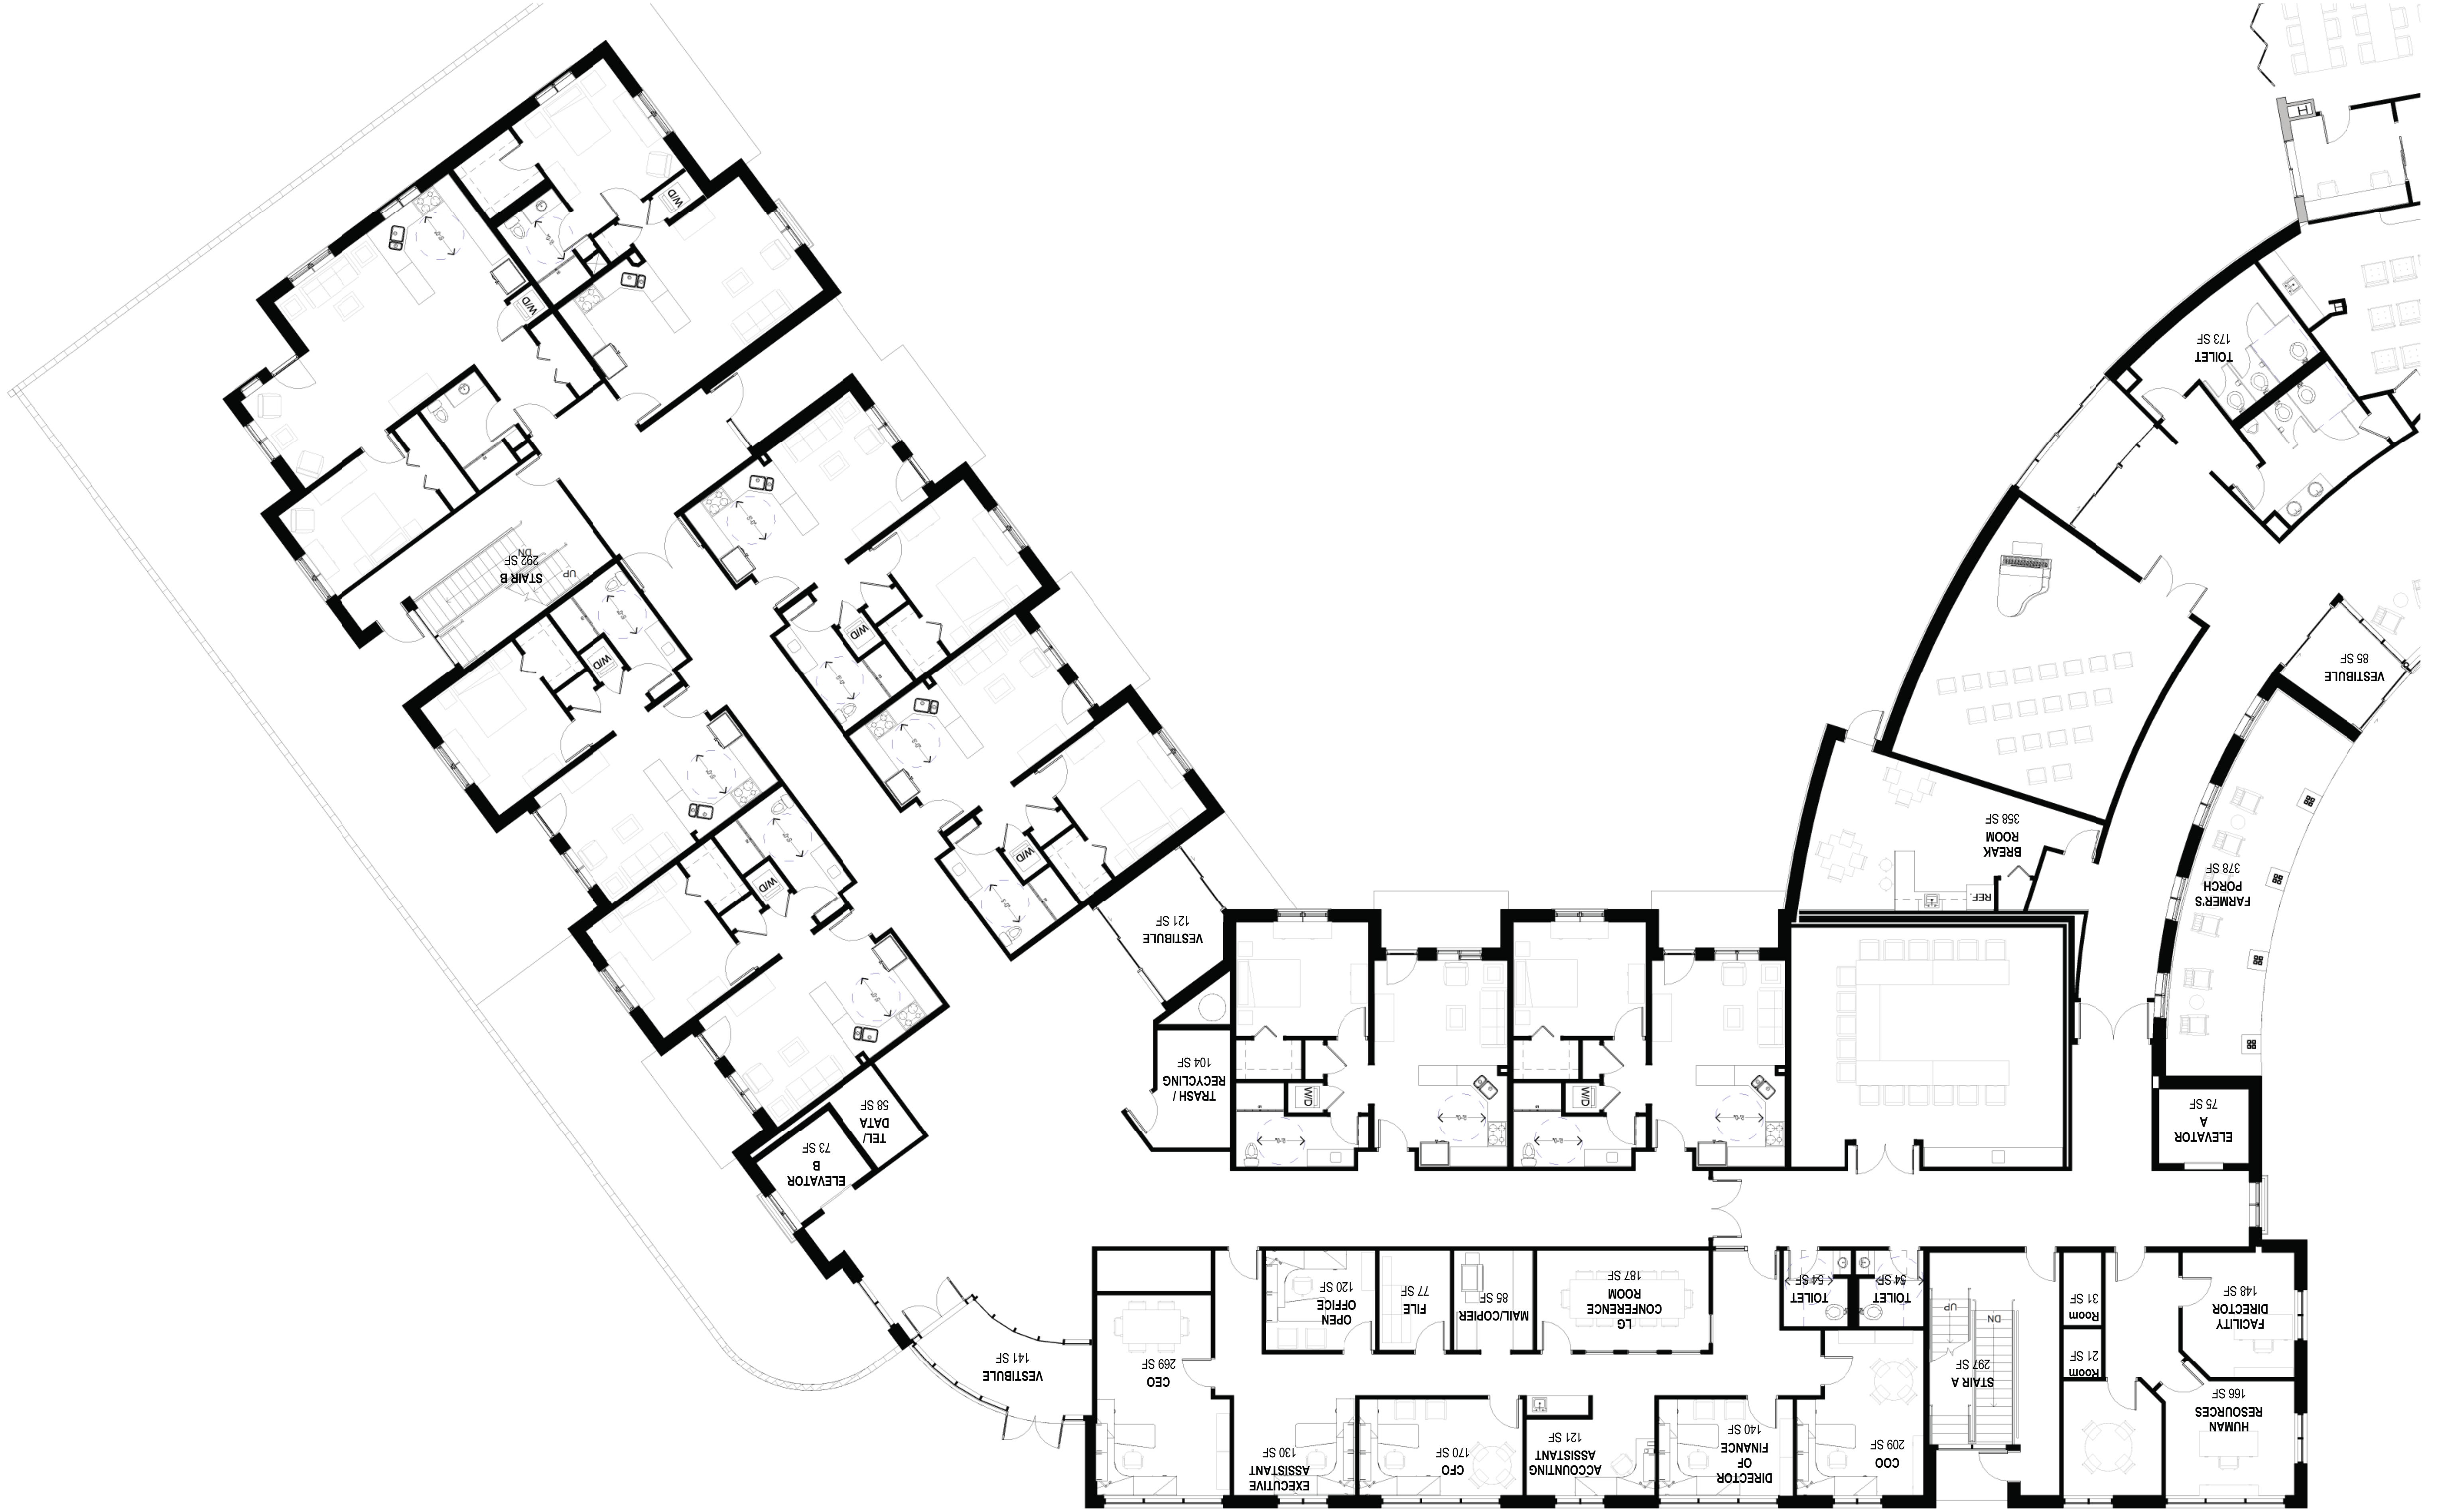 W/D
W/D
TOILET
173 SF
STAIR B
292 SF
DN
UP
W/D
W/D
VESTIBULE
85 SF
W/D
W/D
BREAK
ROOM
358 SF
REF.
FARMER'S
PORCH
378 SF
VESTIBULE
121 SF
TRASH /
RECYCLING
104 SF
W/D
W/D
TEL/
DATA
58 SF
ELEVATOR
B
73 SF
ELEVATOR
A
75 SF
VESTIBULE
141 SF
CEO
269 SF
OPEN
OFFICE
120 SF
FILE
77 SF
MAIL/COPIER
85 SF
LG
CONFERENCE
ROOM
187 SF
TOILET
54 SF
TOILET
54 SF
STAIR A
297 SF
UP
DN
Room
31 SF
Room
21 SF
FACILITY
DIRECTOR
148 SF
HUMAN
RESOURCES
166 SF
EXECUTIVE
ASSISTANT
130 SF
CFO
170 SF
ACCOUNTING
ASSISTANT
121 SF
DIRECTOR
OF
FINANCE
140 SF
COO
209 SF
H